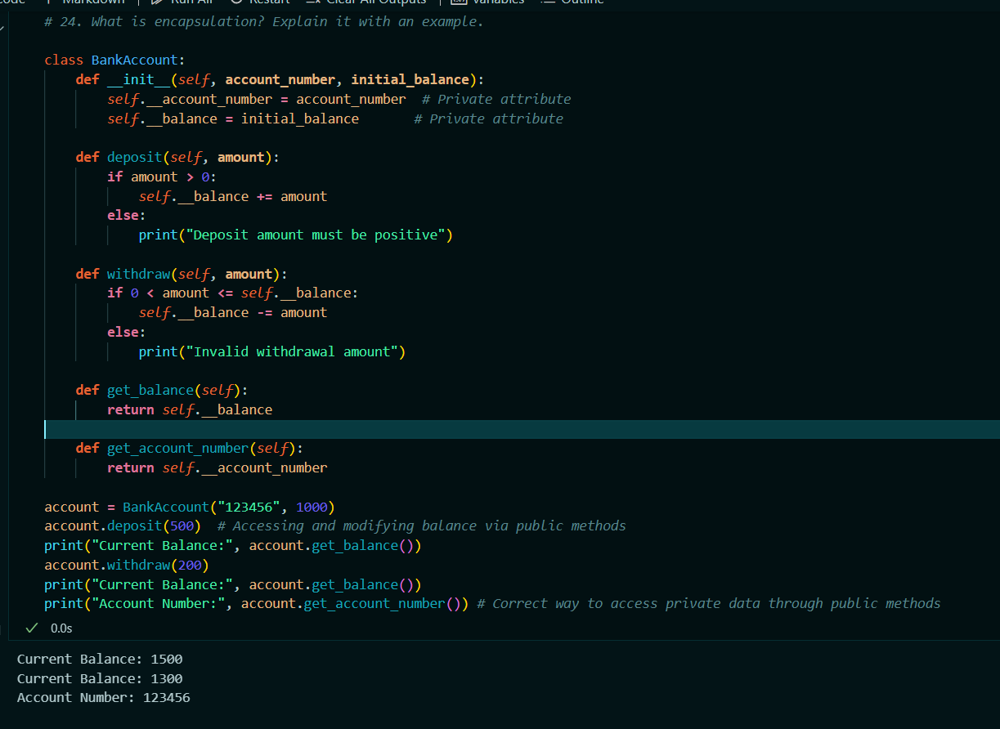 Markdown | Run All Restart Clear All Outputs | Variables Outline
# 24. What is encapsulation? Explain it with an example.

class BankAccount:
    def __init__(self, account_number, initial_balance):
        self.__account_number = account_number  # Private attribute
        self.__balance = initial_balance       # Private attribute

    def deposit(self, amount):
        if amount > 0:
            self.__balance += amount
        else:
            print("Deposit amount must be positive")

    def withdraw(self, amount):
        if 0 < amount <= self.__balance:
            self.__balance -= amount
        else:
            print("Invalid withdrawal amount")

    def get_balance(self):
        return self.__balance

    def get_account_number(self):
        return self.__account_number

account = BankAccount("123456", 1000)
account.deposit(500)  # Accessing and modifying balance via public methods
print("Current Balance:", account.get_balance())
account.withdraw(200)
print("Current Balance:", account.get_balance())
print("Account Number:", account.get_account_number()) # Correct way to access private data through public methods
✓ 0.0s
Current Balance: 1500
Current Balance: 1300
Account Number: 123456